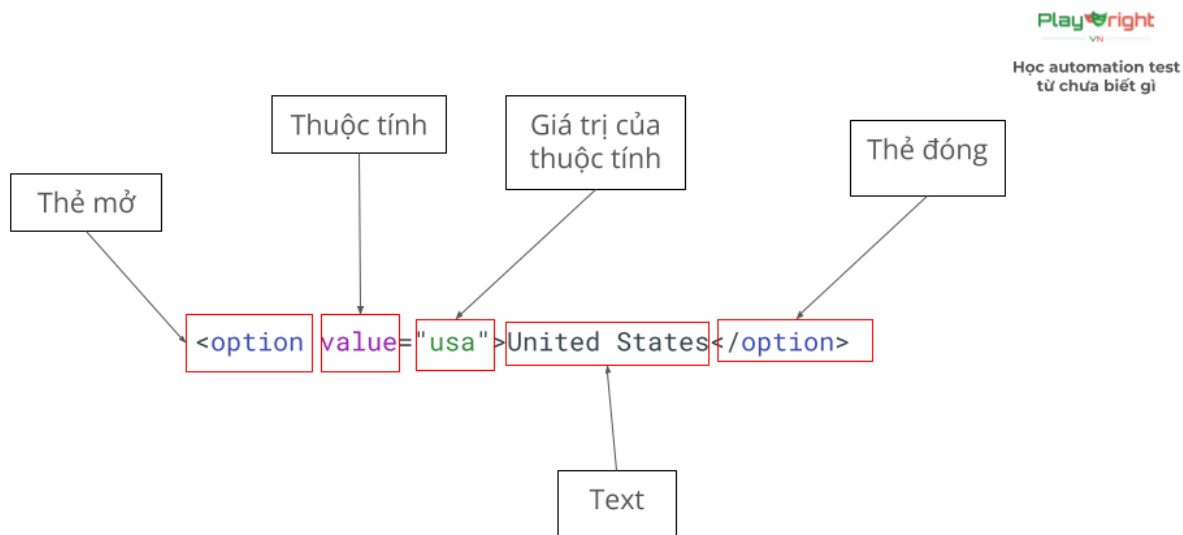 Playwright
VN
Học automation test
từ chưa biết gì
Thuộc tính
Giá trị của
thuộc tính
Thẻ đóng
Thẻ mở
<option value="usa">United States</option>
Text